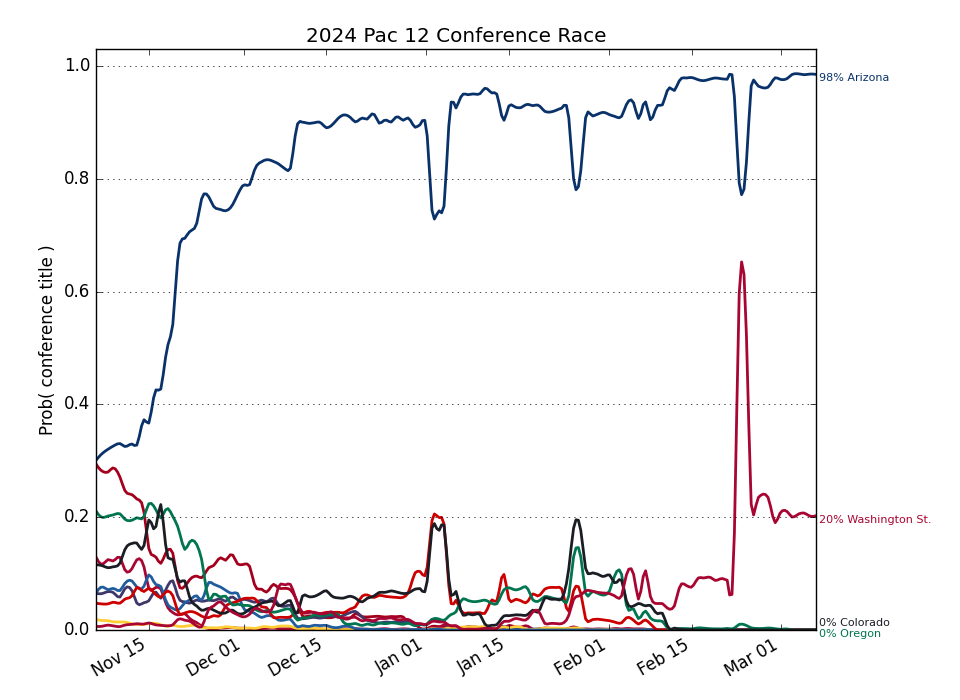 2024 Pac 12 Conference Race
Prob( conference title )
1.0
0.8
0.6
0.4
0.2
0.0
98% Arizona
20% Washington St.
0% Colorado
0% Oregon
Nov 15
Dec 01
Dec 15
Jan 01
Jan 15
Feb 01
Feb 15
Mar 01